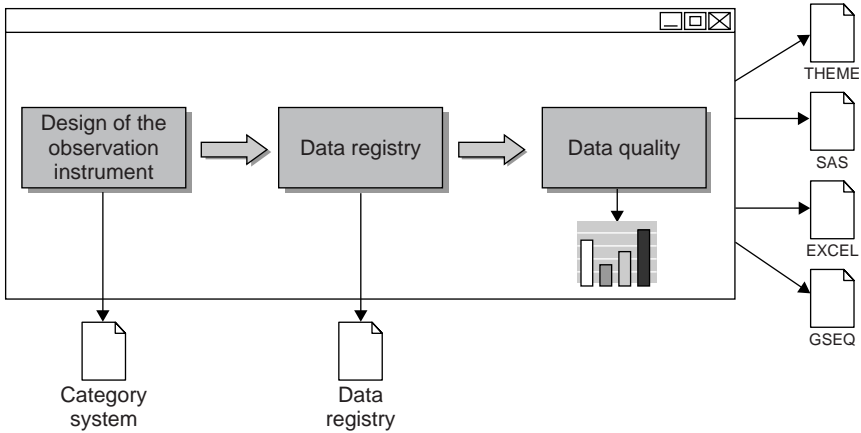 THEME
Design of the
observation
instrument
Data registry
Data quality
SAS
EXCEL
GSEQ
Category
system
Data
registry